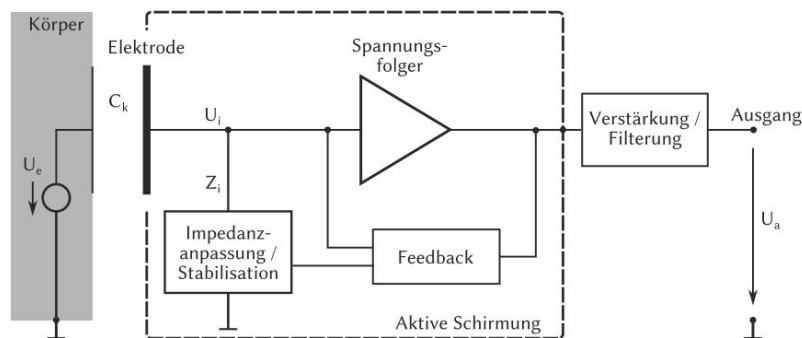 Körper
Elektrode
C_k
U_e
U_i
Z_i
Spannungs-
folger
Impedanz-
anpassung /
Stabilisation
Feedback
Aktive Schirmung
Verstärkung /
Filterung
Ausgang
U_a